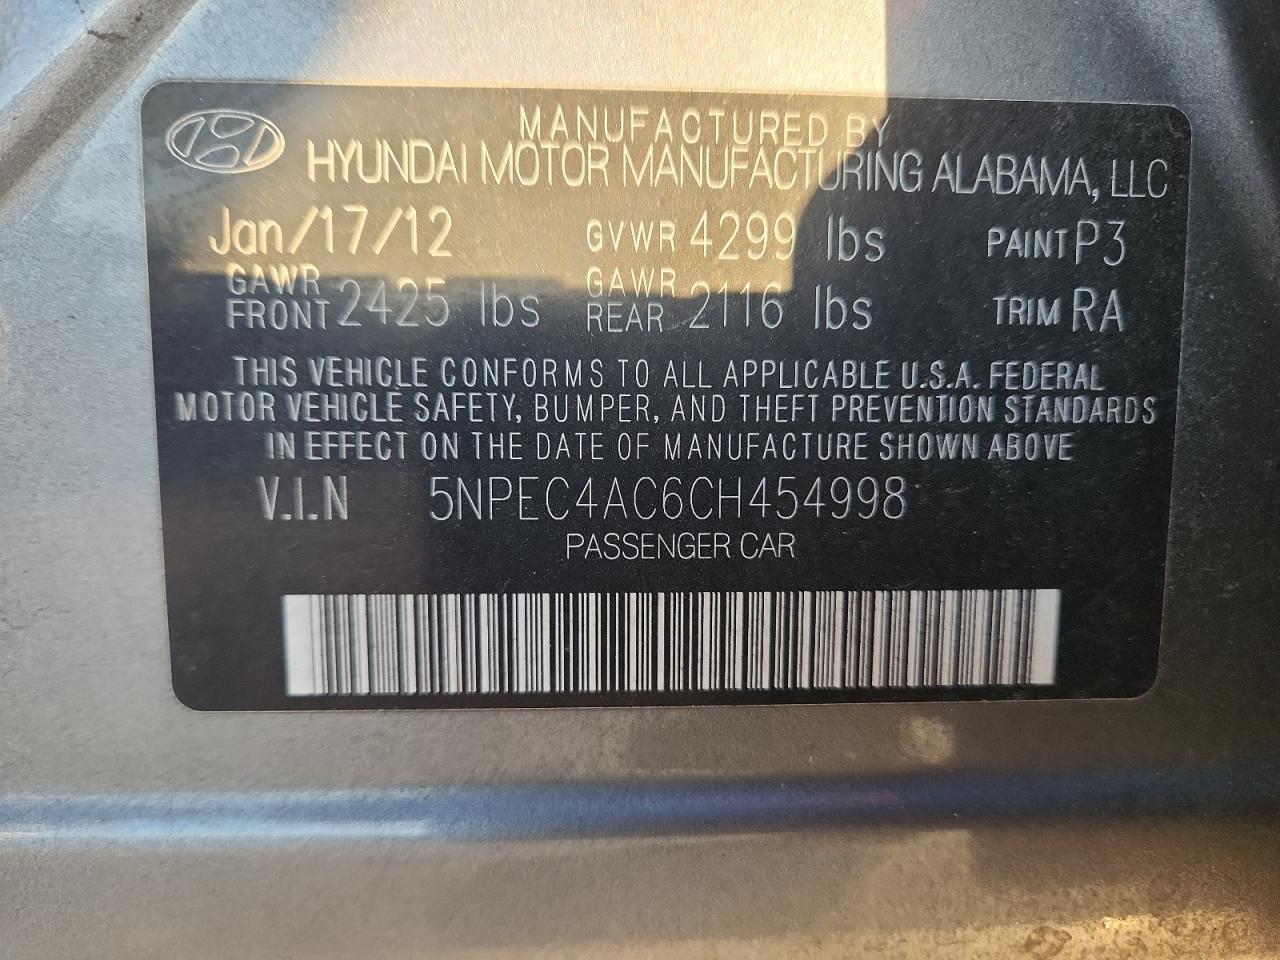 MANUFACTURED BY
HYUNDAI MOTOR MANUFACTURING ALABAMA, LLC
Jan/17/12 GVWR 4299 lbs PAINT P3
GAWR FRONT 2425 lbs GAWR REAR 2116 lbs TRIM RA
THIS VEHICLE CONFORMS TO ALL APPLICABLE U.S.A. FEDERAL
MOTOR VEHICLE SAFETY, BUMPER, AND THEFT PREVENTION STANDARDS
IN EFFECT ON THE DATE OF MANUFACTURE SHOWN ABOVE
V.I.N 5NPEC4AC6CH454998
PASSENGER CAR